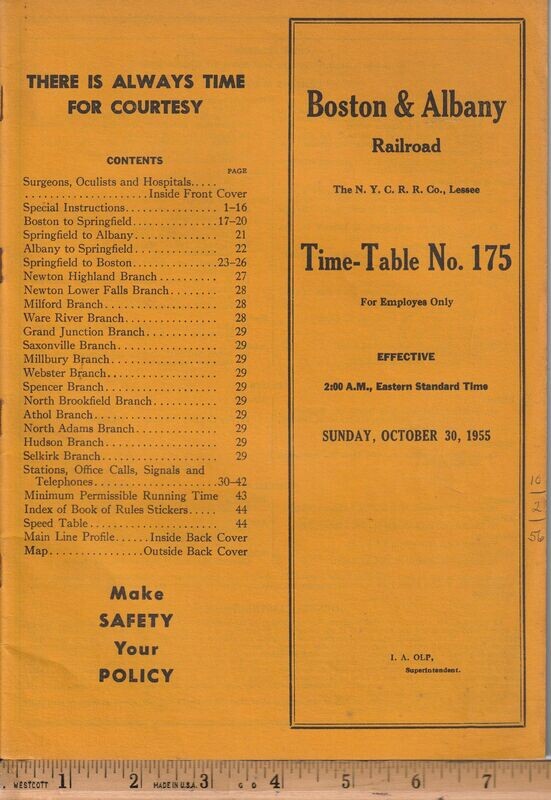 THERE IS ALWAYS TIME
FOR COURTESY
CONTENTS
PAGE
Surgeons, Oculists and Hospitals.....
....................Inside Front Cover
Special Instructions................ 1–16
Boston to Springfield...............17–20
Springfield to Albany............. 21
Albany to Springfield............. 22
Springfield to Boston..............23–26
Newton Highland Branch.......... 27
Newton Lower Falls Branch........ 28
Milford Branch.................... 28
Ware River Branch................ 28
Grand Junction Branch............ 29
Saxonville Branch................. 29
Millbury Branch................... 29
Webster Branch................... 29
Spencer Branch................... 29
North Brookfield Branch.......... 29
Athol Branch..................... 29
North Adams Branch.............. 29
Hudson Branch................... 29
Selkirk Branch.................... 29
Stations, Office Calls, Signals and
Telephones.....................30–42
Minimum Permissible Running Time 43
Index of Book of Rules Stickers..... 44
Speed Table...................... 44
Main Line Profile......Inside Back Cover
Map...............Outside Back Cover
Make
SAFETY
Your
POLICY
Boston & Albany
Railroad
The N. Y. C. R. R. Co., Lessee
Time-Table No. 175
For Employes Only
EFFECTIVE
2:00 A.M., Eastern Standard Time
SUNDAY, OCTOBER 30, 1955
I. A. OLP,
Superintendent.
10
2
56
WESTCOTT 1 2 MADE IN U.S.A. 3 G D 4 5 6 7